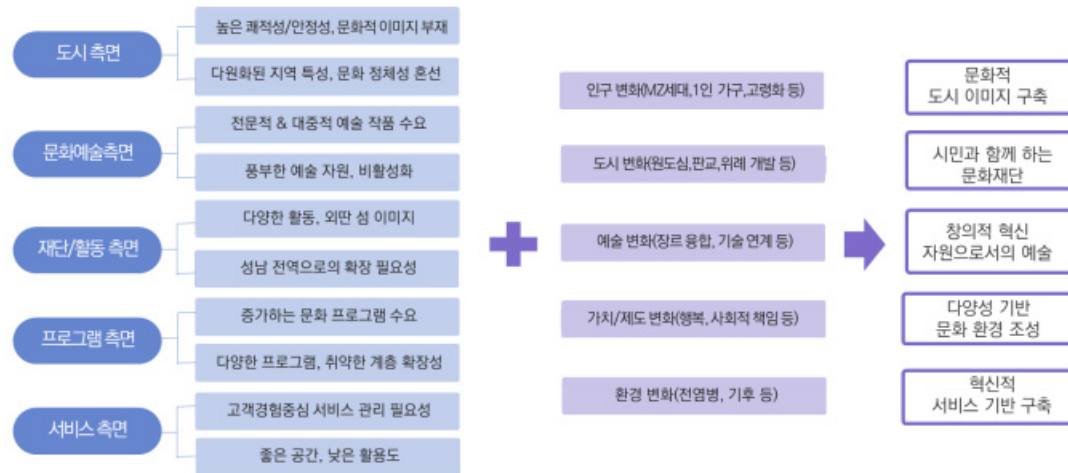 도시 측면
높은 쾌적성/안정성, 문화적 이미지 부재
다원화된 지역 특성, 문화 정체성 혼선
문화예술측면
전문적 & 대중적 예술 작품 수요
풍부한 예술 자원, 비활성화
재단/활동 측면
다양한 활동, 외딴 섬 이미지
성남 전역으로의 확장 필요성
프로그램 측면
증가하는 문화 프로그램 수요
다양한 프로그램, 취약한 계층 확장성
서비스 측면
고객경험중심 서비스 관리 필요성
좋은 공간, 낮은 활용도
인구 변화(MZ세대,1인 가구,고령화 등)
도시 변화(원도심,판교,위례 개발 등)
예술 변화(장르 융합, 기술 연계 등)
가치/제도 변화(행복, 사회적 책임 등)
환경 변화(전염병, 기후 등)
문화적
도시 이미지 구축
시민과 함께 하는
문화재단
창의적 혁신
자원으로서의 예술
다양성 기반
문화 환경 조성
혁신적
서비스 기반 구축